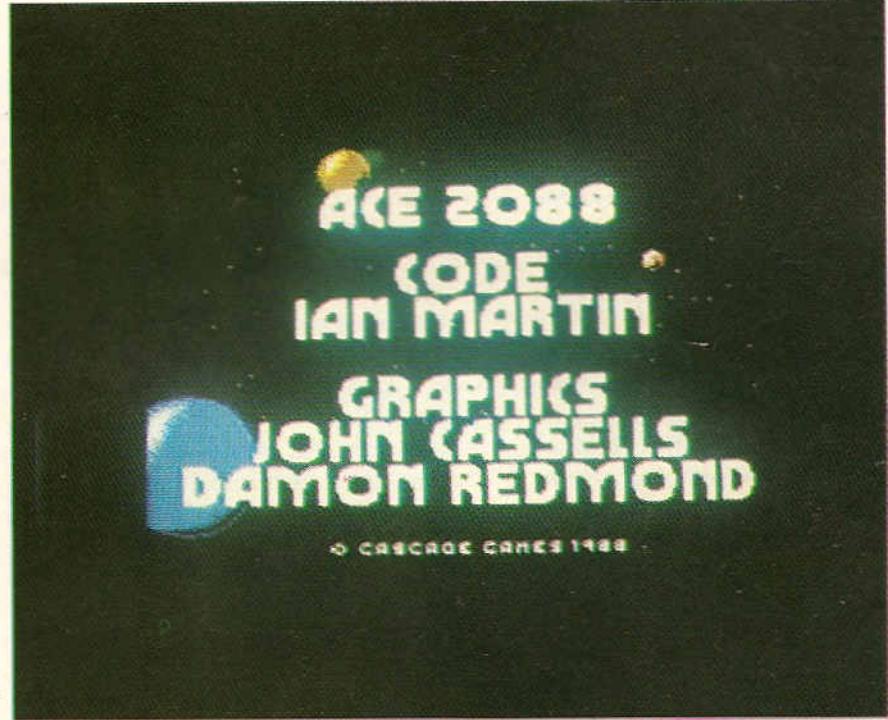 ACE 2088
CODE
IAN MARTIN
GRAPHICS
JOHN CASSELLS
DAMON REDMOND
© CASCADE GAMES 1988